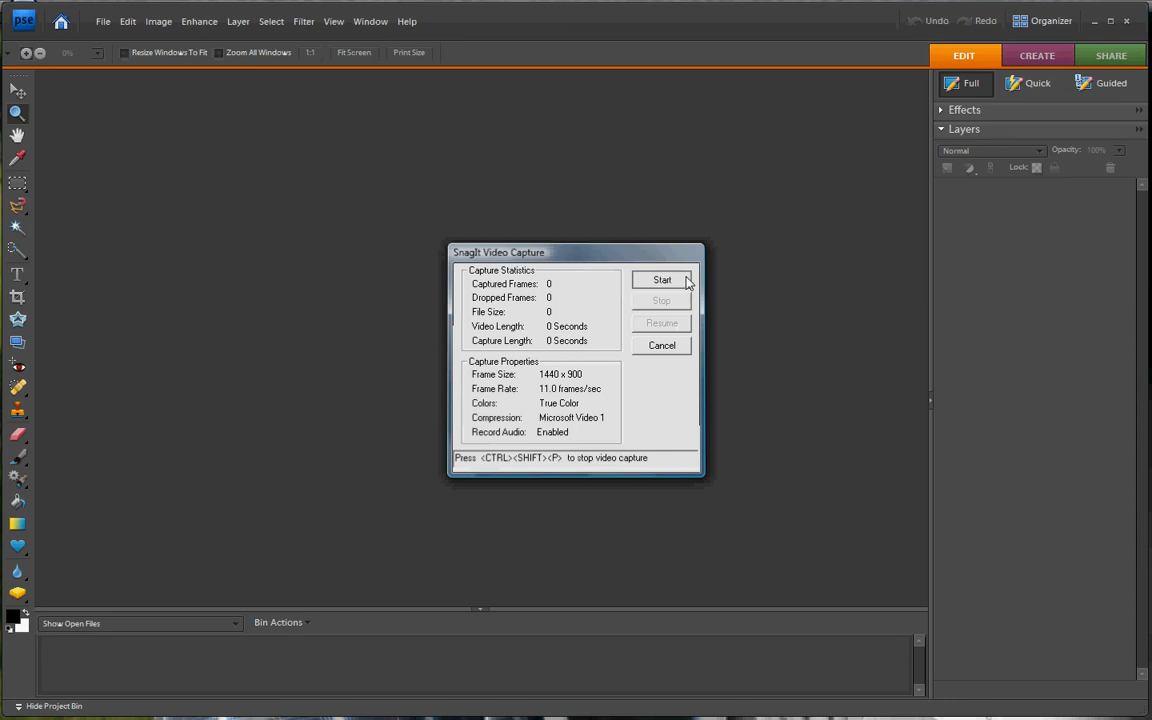 pse File Edit Image Enhance Layer Select Filter View Window Help Undo Redo Organizer
0% Resize Windows To Fit Zoom All Windows 1:1 Fit Screen Print Size EDIT CREATE SHARE
Full Quick Guided
Effects
Layers
Normal Opacity: 100%
Lock:
SnagIt Video Capture
Capture Statistics
Captured Frames: 0
Dropped Frames: 0
File Size: 0
Video Length: 0 Seconds
Capture Length: 0 Seconds
Start
Stop
Resume
Cancel
Capture Properties
Frame Size: 1440 x 900
Frame Rate: 11.0 frames/sec
Colors: True Color
Compression: Microsoft Video 1
Record Audio: Enabled
Press <CTRL><SHIFT><P> to stop video capture
T
Show Open Files Bin Actions
Hide Project Bin